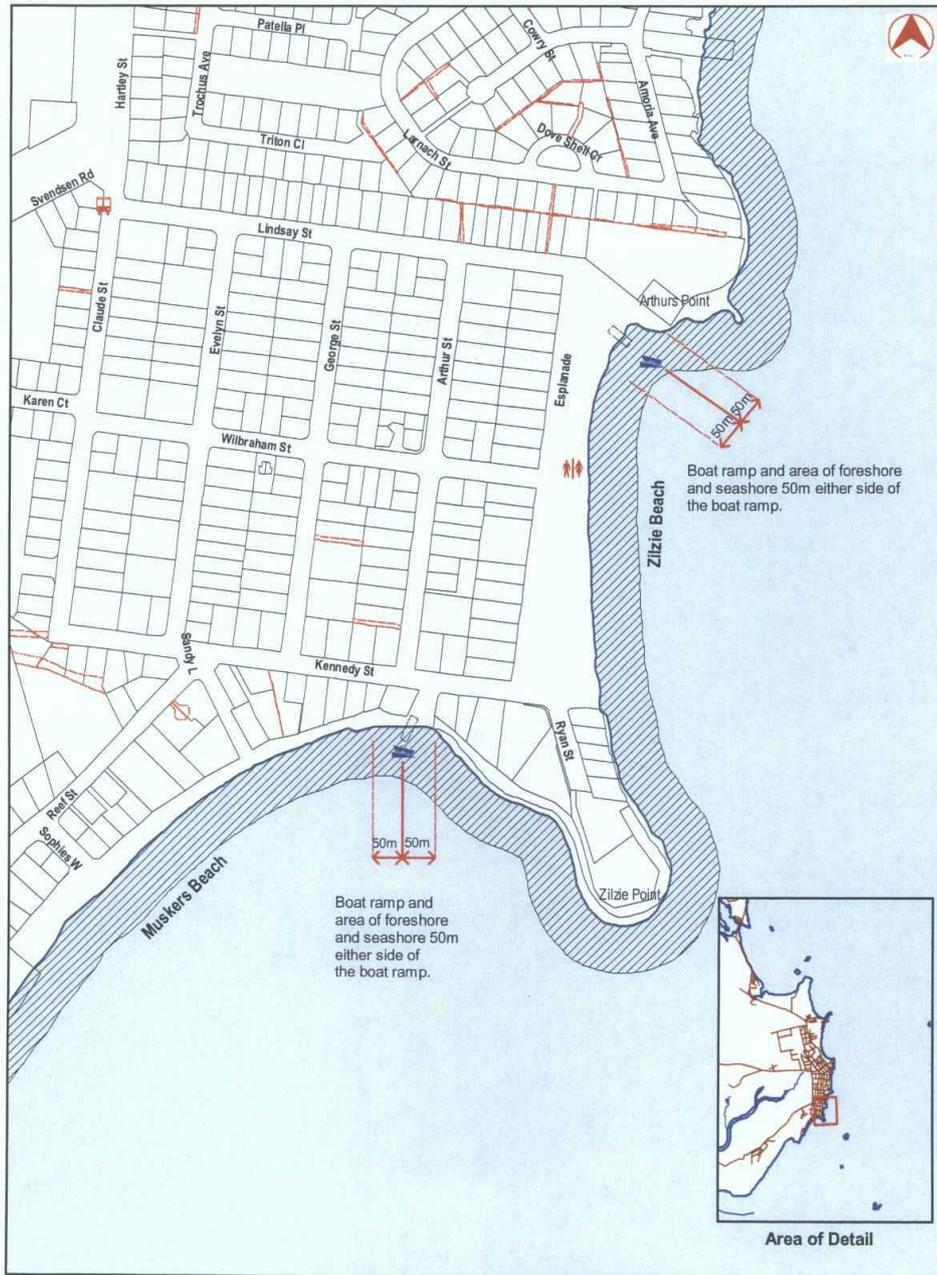 Patella Pl
Cowry St
Hartley St
Trochus Ave
Amoria Ave
Triton Cl
Larnach St
Dove Shell Ct
Svendsen Rd
Lindsay St
Arthurs Point
Claude St
Evelyn St
George St
Arthur St
Esplanade
Karen Ct
50m 50m
Wilbraham St
Boat ramp and area of foreshore
and seashore 50m either side of
the boat ramp.
Zilzie Beach
Sandy L
Kennedy St
Ryan St
Reef St
Sophies W
50m 50m
Muskers Beach
Zilzie Point
Boat ramp and
area of foreshore
and seashore 50m
either side of
the boat ramp.
Area of Detail